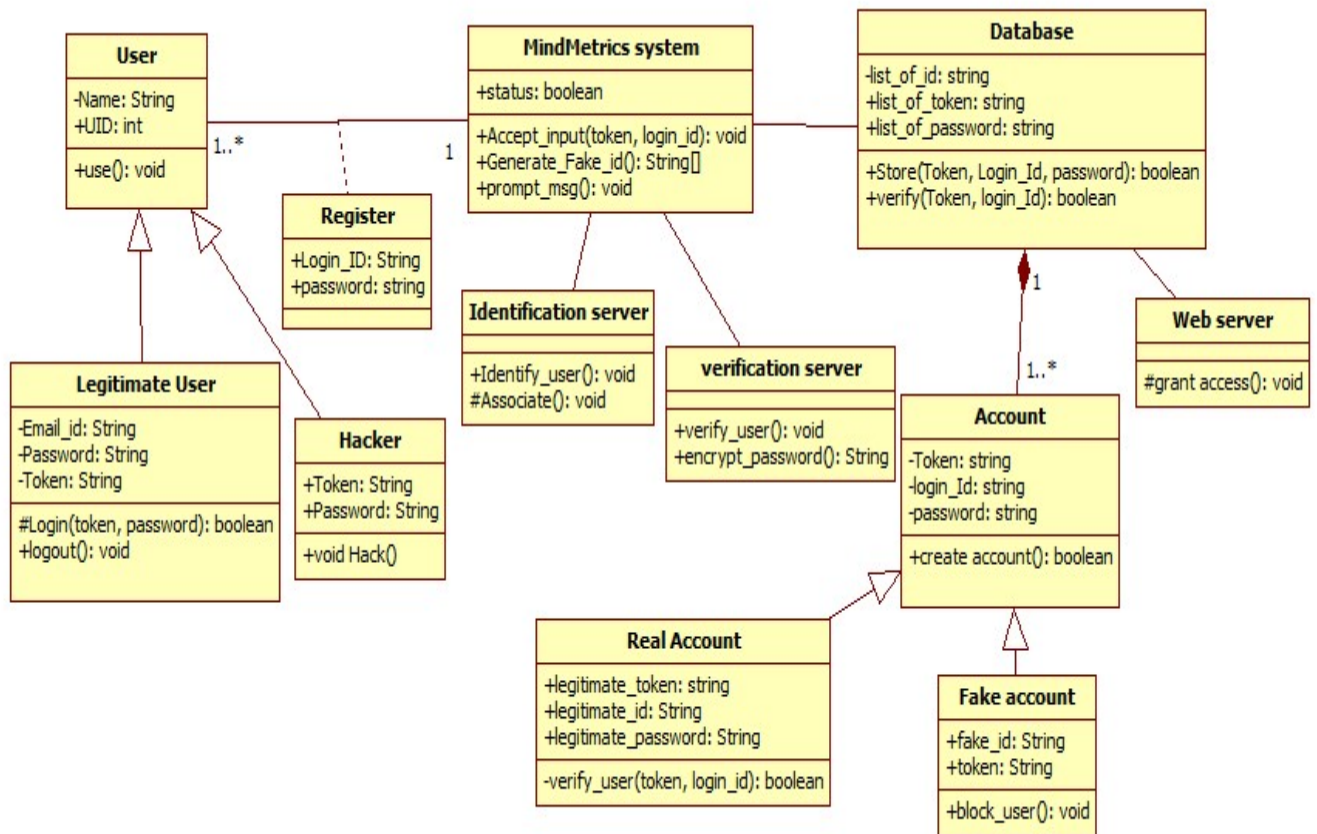 User
-Name: String
+UID: int
+use(): void
1..*
1
MindMetrics system
+status: boolean
+Accept_input(token, login_id): void
+Generate_Fake_id(): String[]
+prompt_msg(): void
Database
-list_of_id: string
+list_of_token: string
+list_of_password: string
+Store(Token, Login_Id, password): boolean
+verify(Token, login_Id): boolean
Register
+Login_ID: String
+password: string
Identification server
+Identify_user(): void
#Associate(): void
verification server
+verify_user(): void
+encrypt_password(): String
1
1..*
Web server
#grant access(): void
Legitimate User
-Email_id: String
-Password: String
-Token: String
#Login(token, password): boolean
+logout(): void
Hacker
+Token: String
+Password: String
+void Hack()
Account
-Token: string
-login_Id: string
-password: string
+create account(): boolean
Real Account
+legitimate_token: string
+legitimate_id: String
+legitimate_password: String
-verify_user(token, login_id): boolean
Fake account
+fake_id: String
+token: String
+block_user(): void